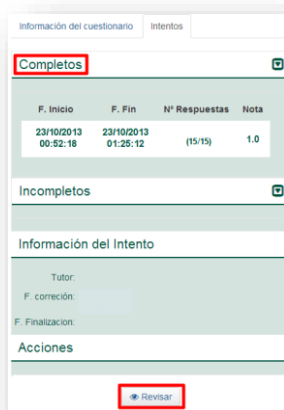 Información del cuestionario Intentos
Completos
F. Inicio F. Fin Nº Respuestas Nota
23/10/2013 00:52:18 23/10/2013 01:25:12 (15/15) 1.0
Incompletos
Información del Intento
Tutor:
F. correción:
F. Finalizacion:
Acciones
Revisar